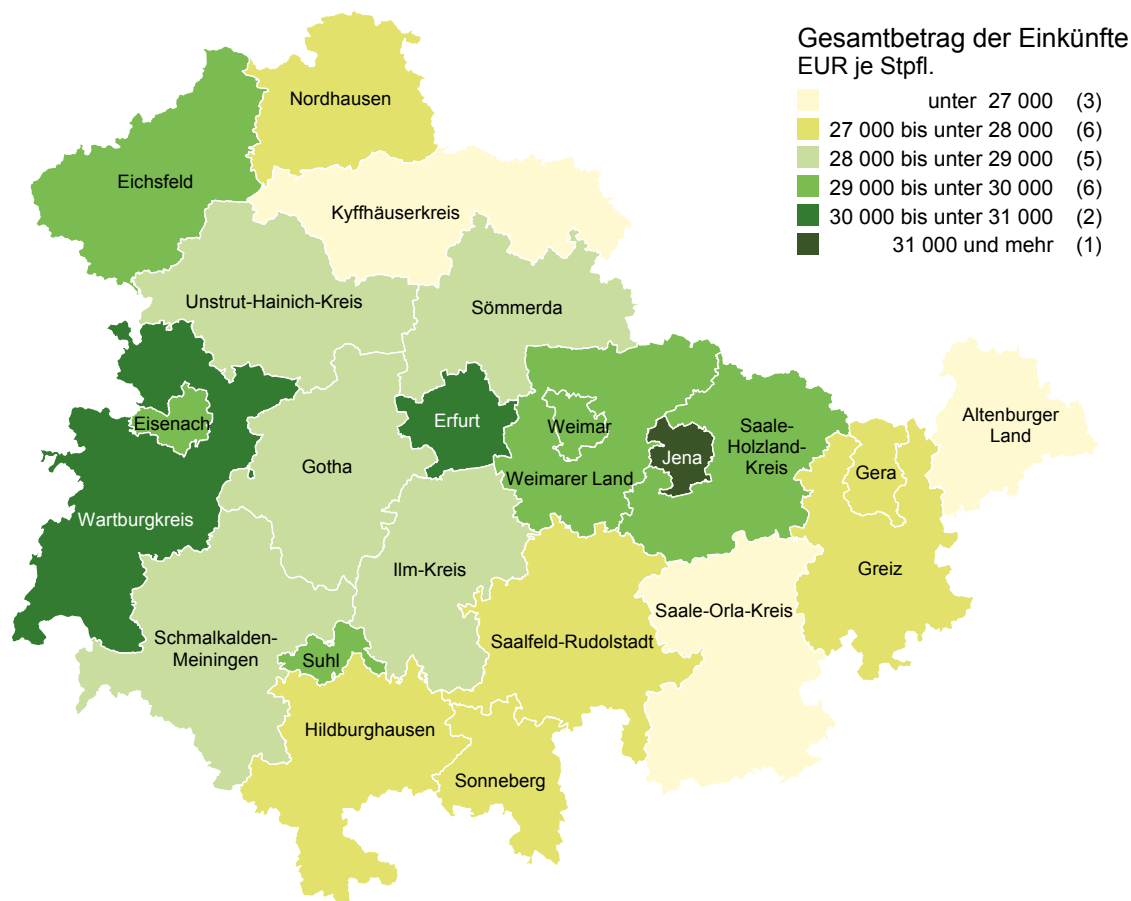 Gesamtbetrag der Einkünfte
EUR je Stpfl.
unter 27 000 (3)
27 000 bis unter 28 000 (6)
28 000 bis unter 29 000 (5)
29 000 bis unter 30 000 (6)
30 000 bis unter 31 000 (2)
31 000 und mehr (1)
Nordhausen
Eichsfeld
Kyffhäuserkreis
Unstrut-Hainich-Kreis
Sömmerda
Eisenach
Erfurt
Weimar
Saale-
Holzland-
Kreis
Altenburger
Land
Gotha
Jena
Weimarer Land
Gera
Wartburgkreis
Ilm-Kreis
Greiz
Saale-Orla-Kreis
Schmalkalden-
Meiningen
Saalfeld-Rudolstadt
Suhl
Hildburghausen
Sonneberg